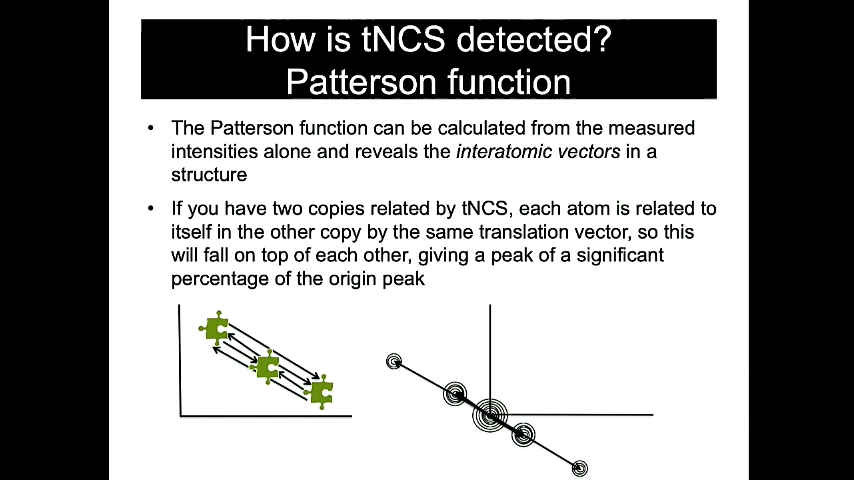 How is tNCS detected?
Patterson function
• The Patterson function can be calculated from the measured
intensities alone and reveals the interatomic vectors in a
structure
• If you have two copies related by tNCS, each atom is related to
itself in the other copy by the same translation vector, so this
will fall on top of each other, giving a peak of a significant
percentage of the origin peak